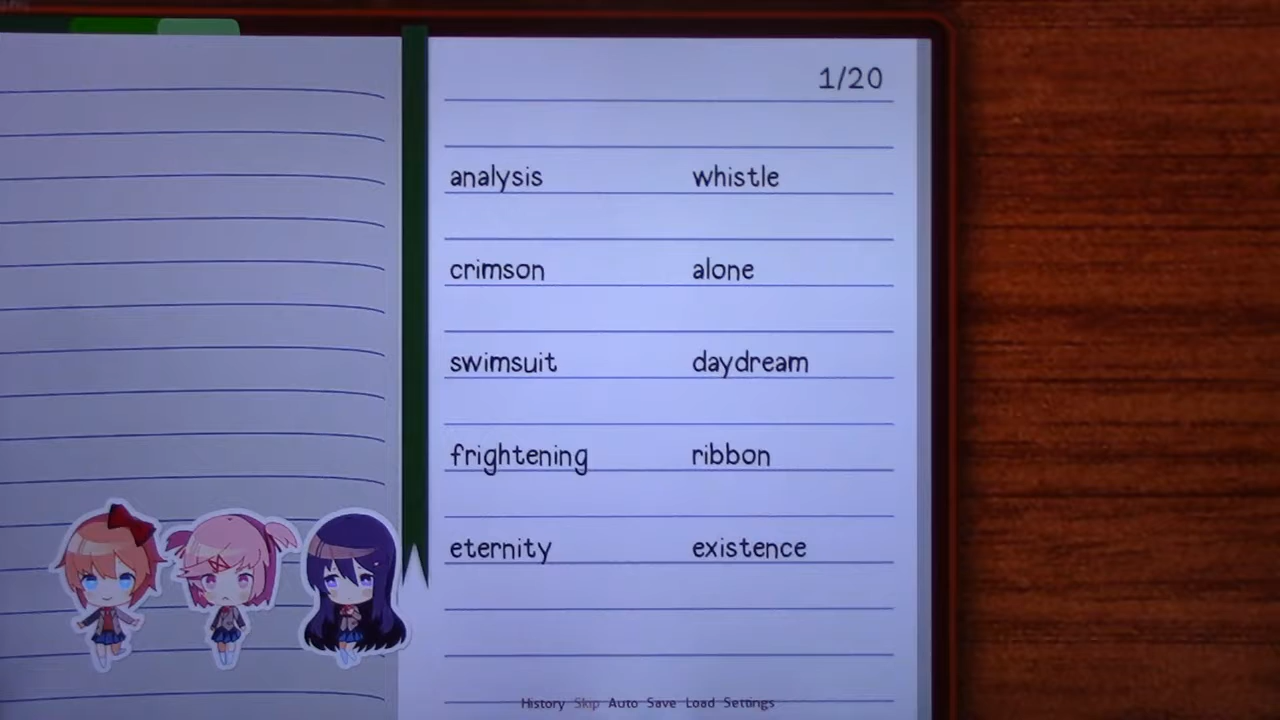 1/20
analysis whistle
crimson alone
swimsuit daydream
frightening ribbon
eternity existence
History Skip Auto Save Load Settings